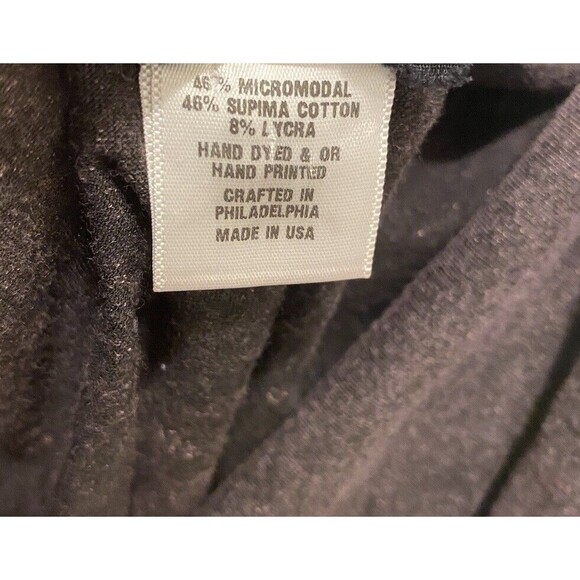 46% MICROMODAL
46% SUPIMA COTTON
8% LYCRA
HAND DYED & OR
HAND PRINTED
CRAFTED IN
PHILADELPHIA
MADE IN USA